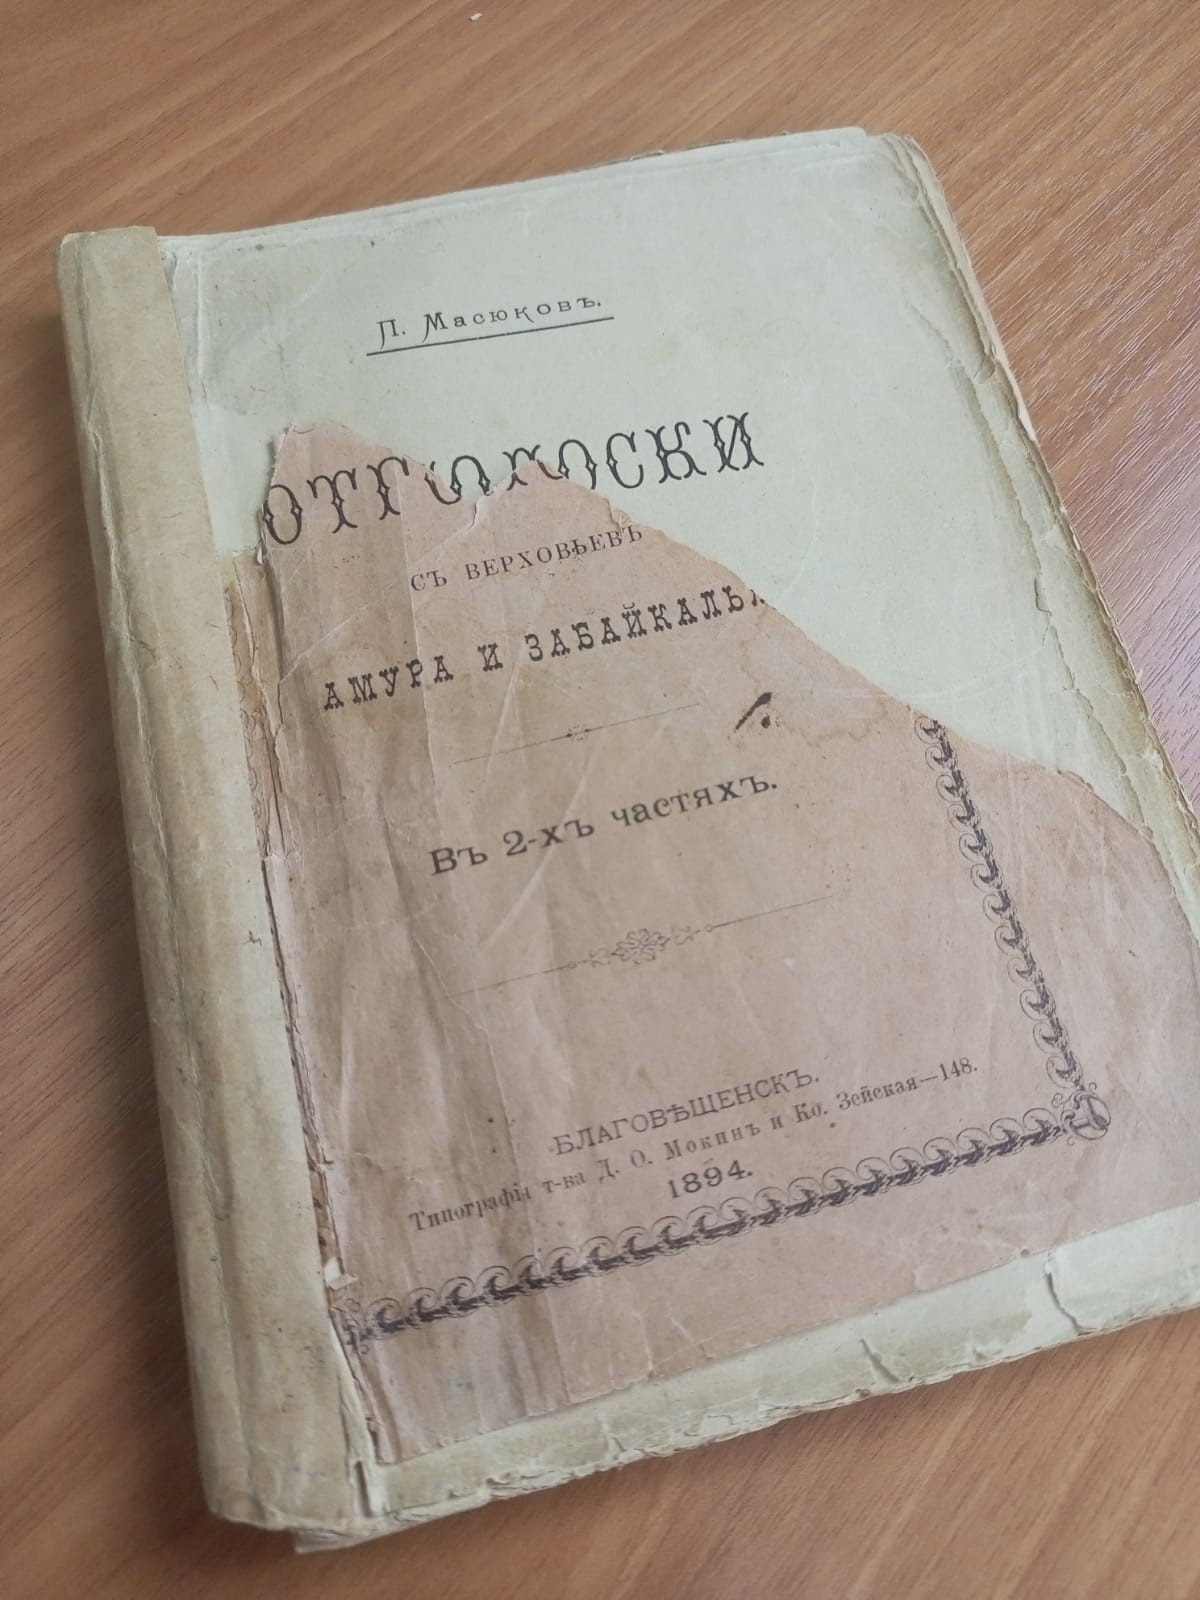 П. Масюковъ.
ОТГОЛОСКИ
СЪ ВЕРХОВЬЕВЪ
АМУРА И ЗАБАЙКАЛЬЯ
Въ 2-хъ частяхъ.
БЛАГОВѢЩЕНСКЪ.
Типографія т-ва Д. О. Мокинъ и Ко. Зейская—148.
1894.